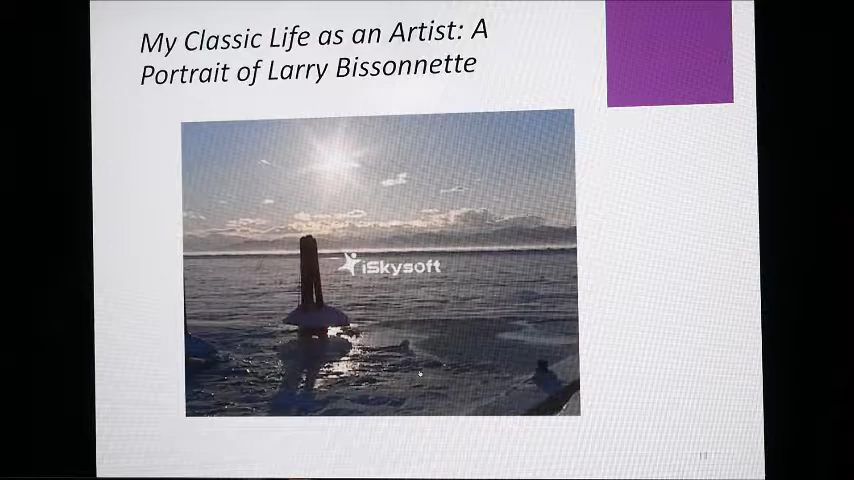 My Classic Life as an Artist: A
Portrait of Larry Bissonnette
iSkysoft